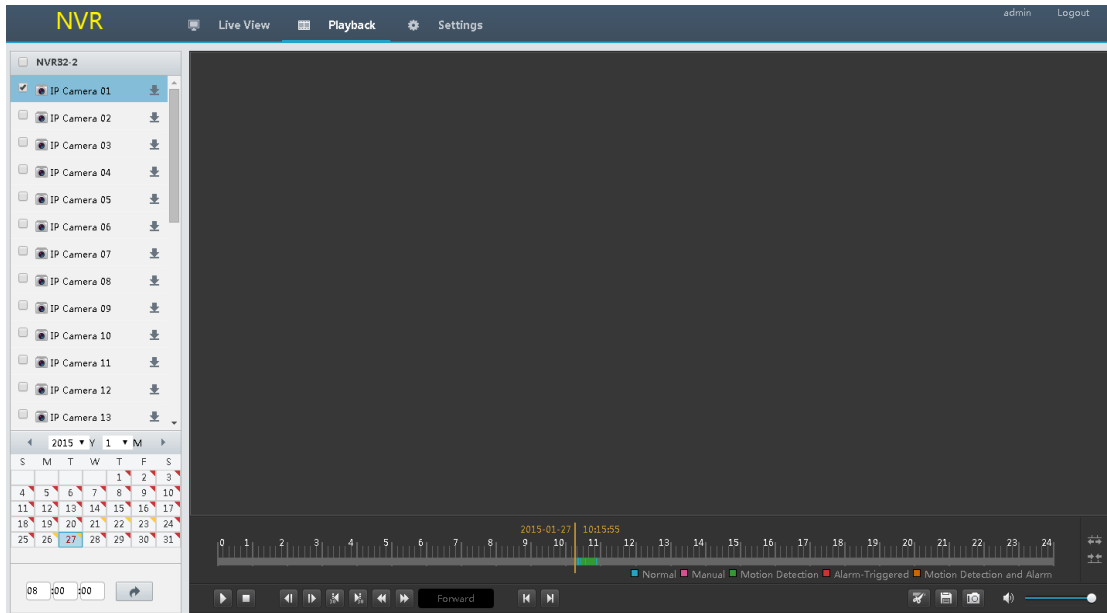 NVR Live View Playback Settings admin Logout
NVR32-2
IP Camera 01
IP Camera 02
IP Camera 03
IP Camera 04
IP Camera 05
IP Camera 06
IP Camera 07
IP Camera 08
IP Camera 09
IP Camera 10
IP Camera 11
IP Camera 12
IP Camera 13
2015 Y 1 M
S M T W T F S
1 2 3
4 5 6 7 8 9 10
11 12 13 14 15 16 17
18 19 20 21 22 23 24
25 26 27 28 29 30 31
08 :00 :00
2015-01-27 10:15:55
0 1 2 3 4 5 6 7 8 9 10 11 12 13 14 15 16 17 18 19 20 21 22 23 24
Normal Manual Motion Detection Alarm-Triggered Motion Detection and Alarm
Forward